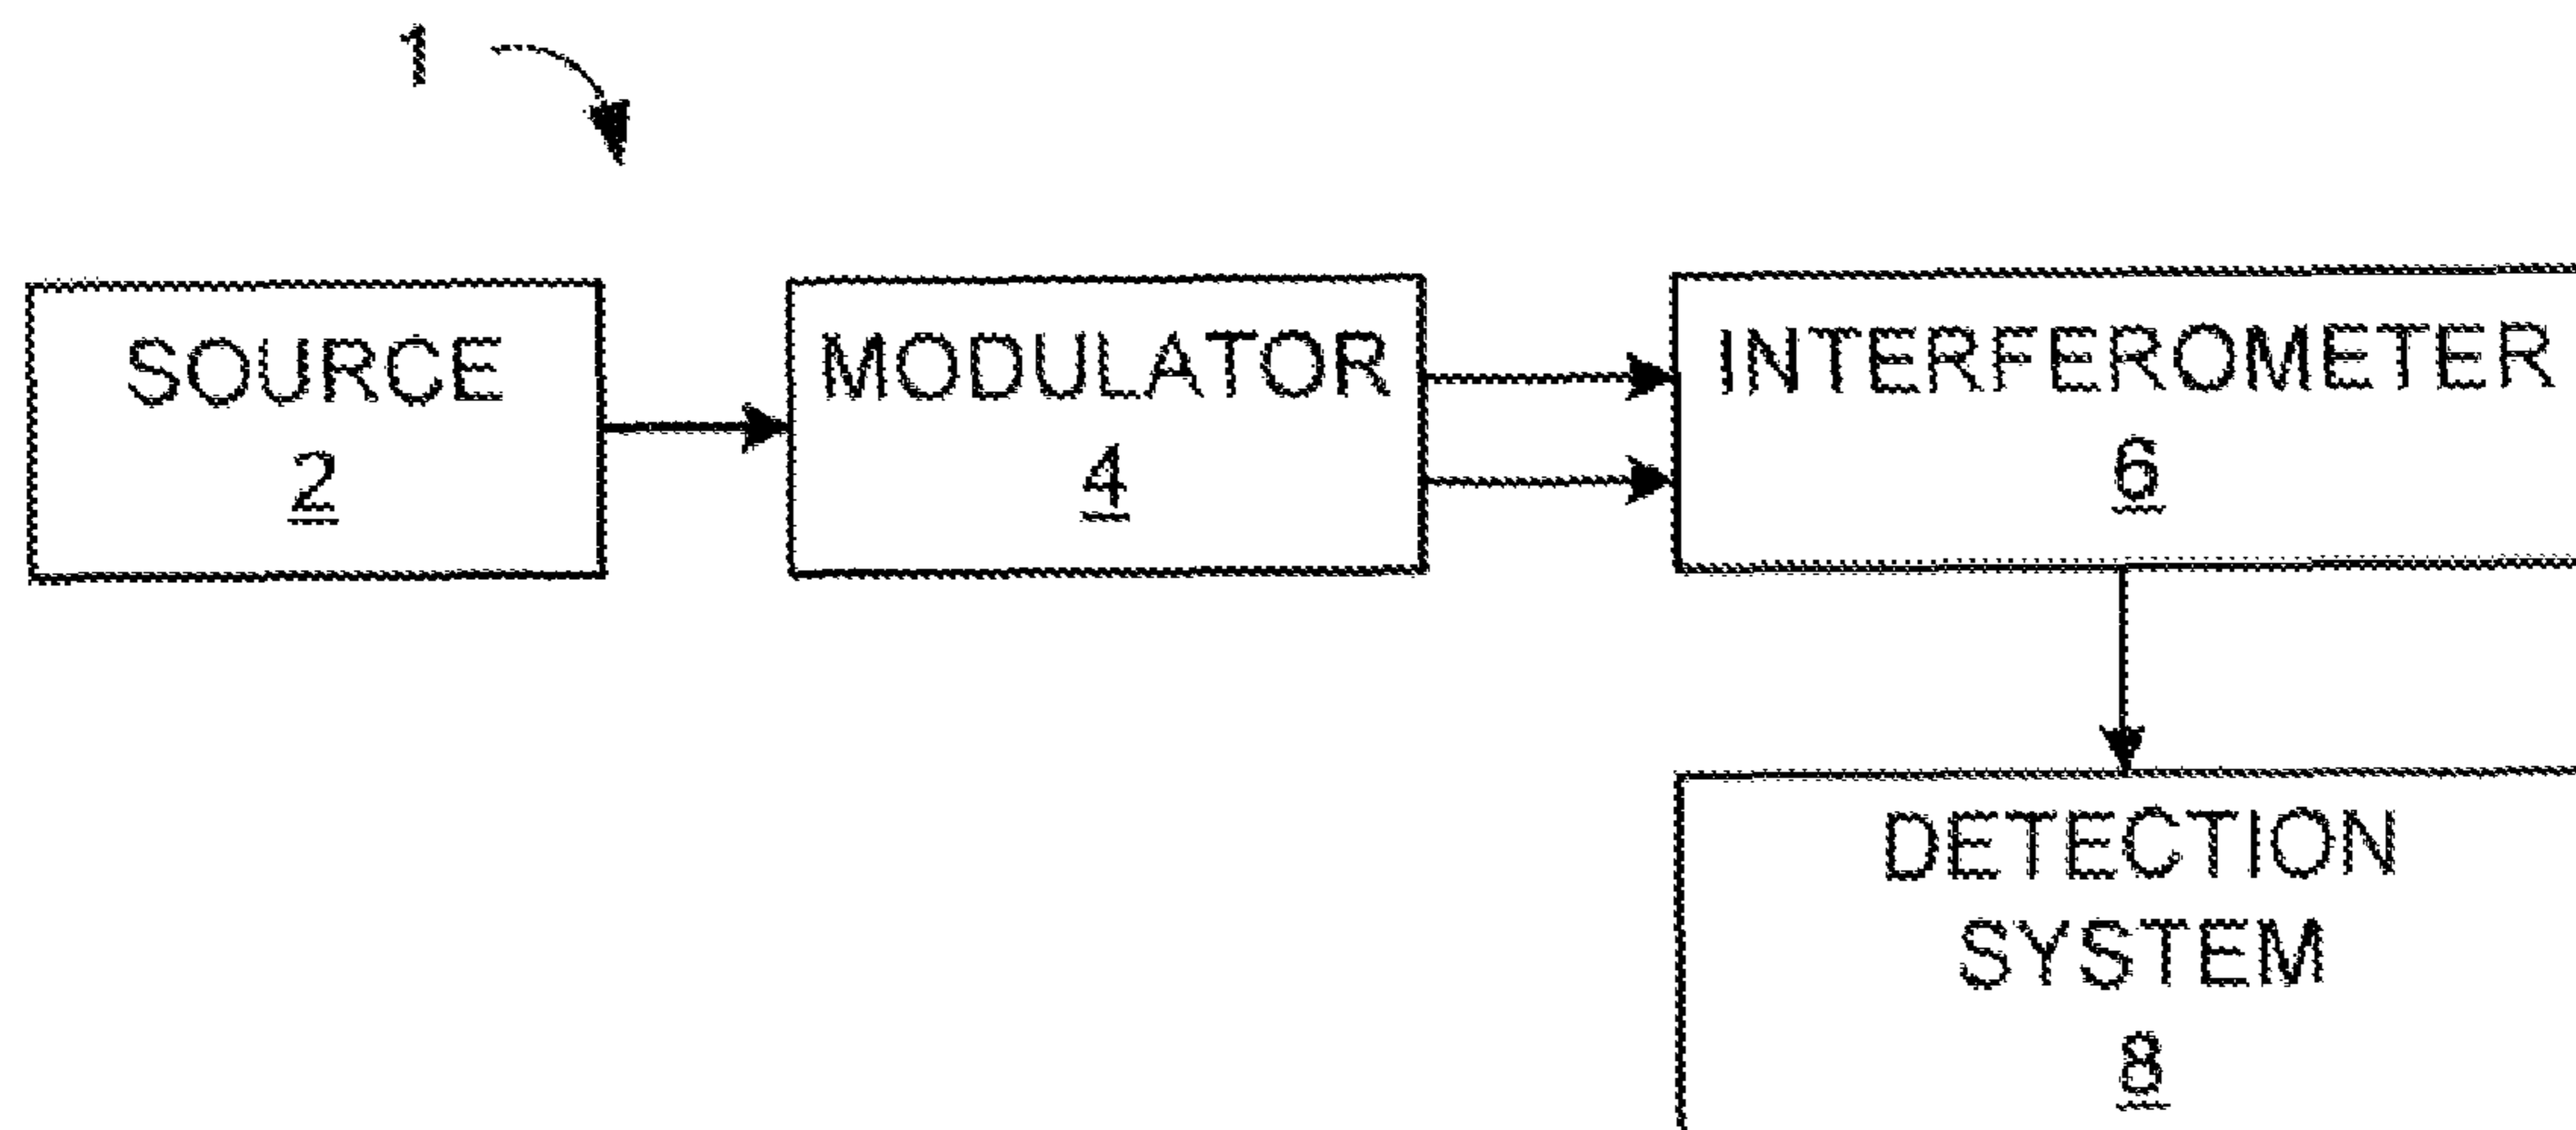 1
SOURCE
2
MODULATOR
4
INTERFEROMETER
6
DETECTION
SYSTEM
8